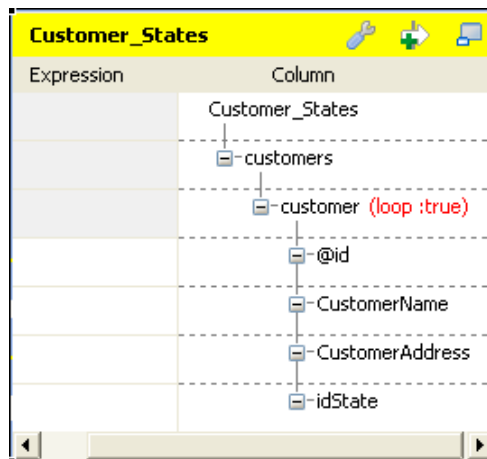 Customer_States
Expression Column
Customer_States
customers
customer (loop :true)
@id
CustomerName
CustomerAddress
idState